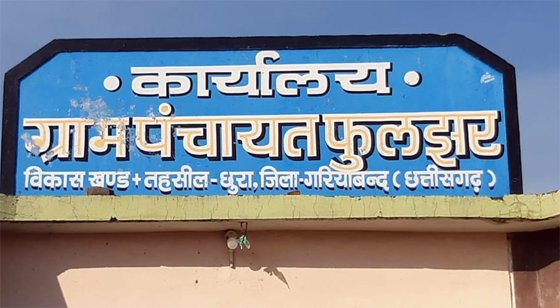 • कार्यालय •
ग्राम पंचायत फुलझर
विकास खण्ड + तहसील - छुरा, जिला - गरियाबन्द ( छत्तीसगढ़ )